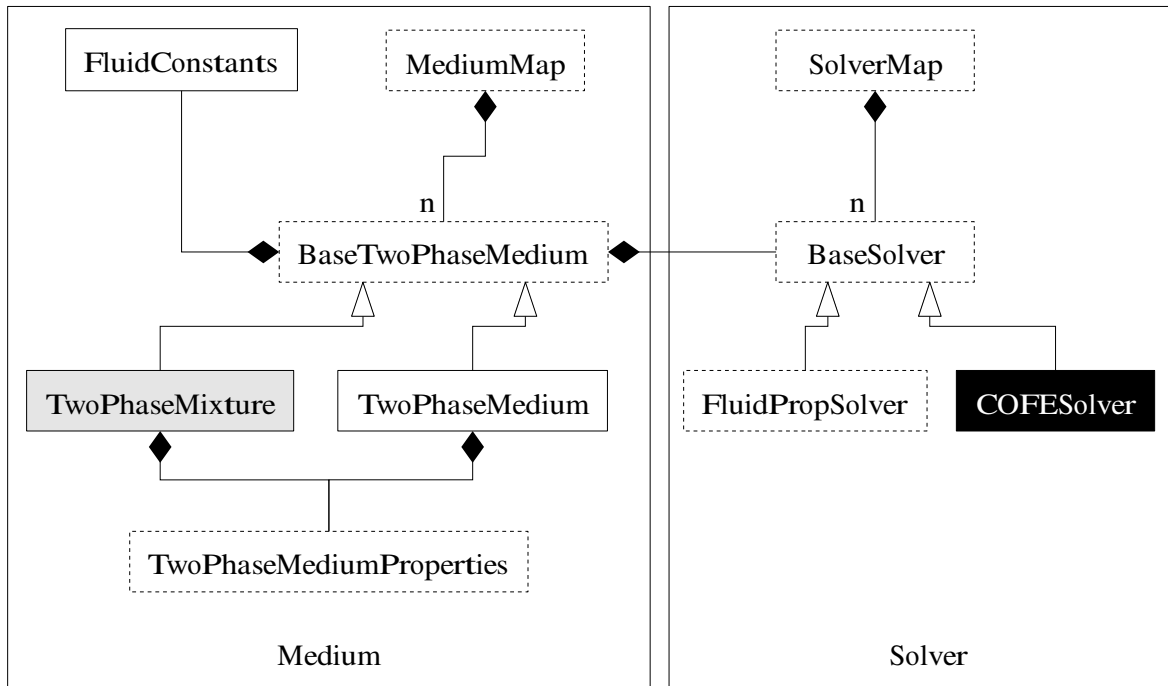 FluidConstants
MediumMap
SolverMap
n
n
BaseTwoPhaseMedium
BaseSolver
TwoPhaseMixture
TwoPhaseMedium
FluidPropSolver
COFESolver
TwoPhaseMediumProperties
Medium
Solver